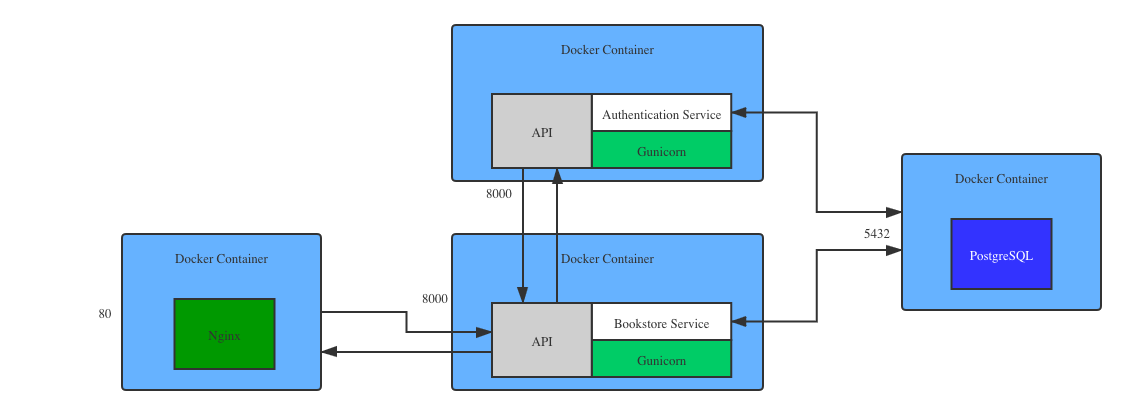 Docker Container
API
Authentication Service
Gunicorn
8000
Docker Container
PostgreSQL
5432
Docker Container
Nginx
80
8000
Docker Container
API
Bookstore Service
Gunicorn